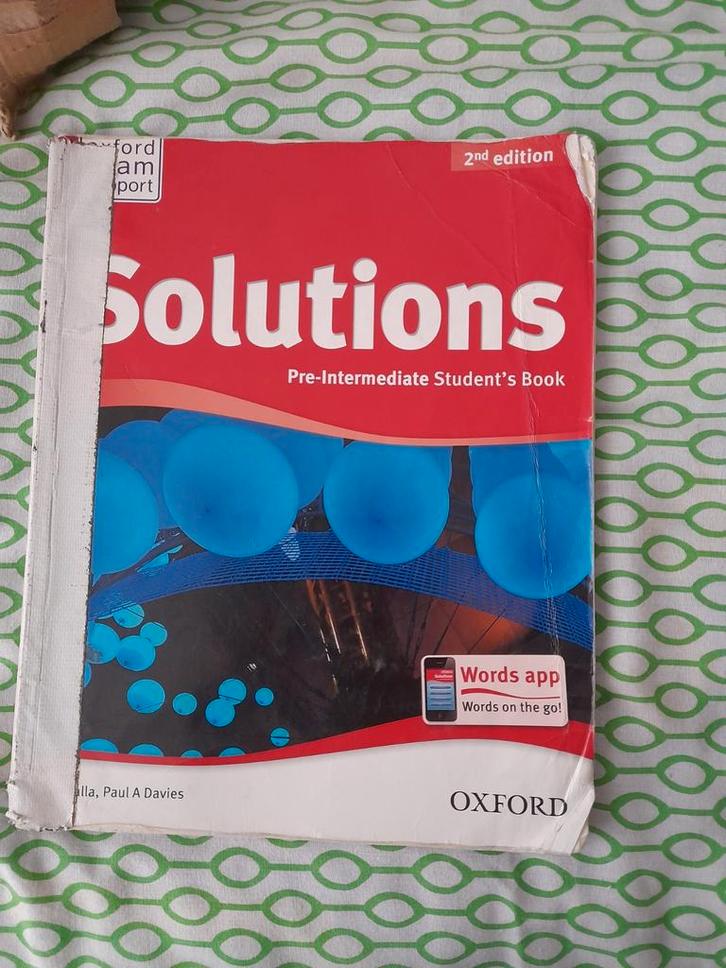 oxford
am
port
2nd edition
Solutions
Pre-Intermediate Student's Book
Words app
Words on the go!
alla, Paul A Davies
OXFORD